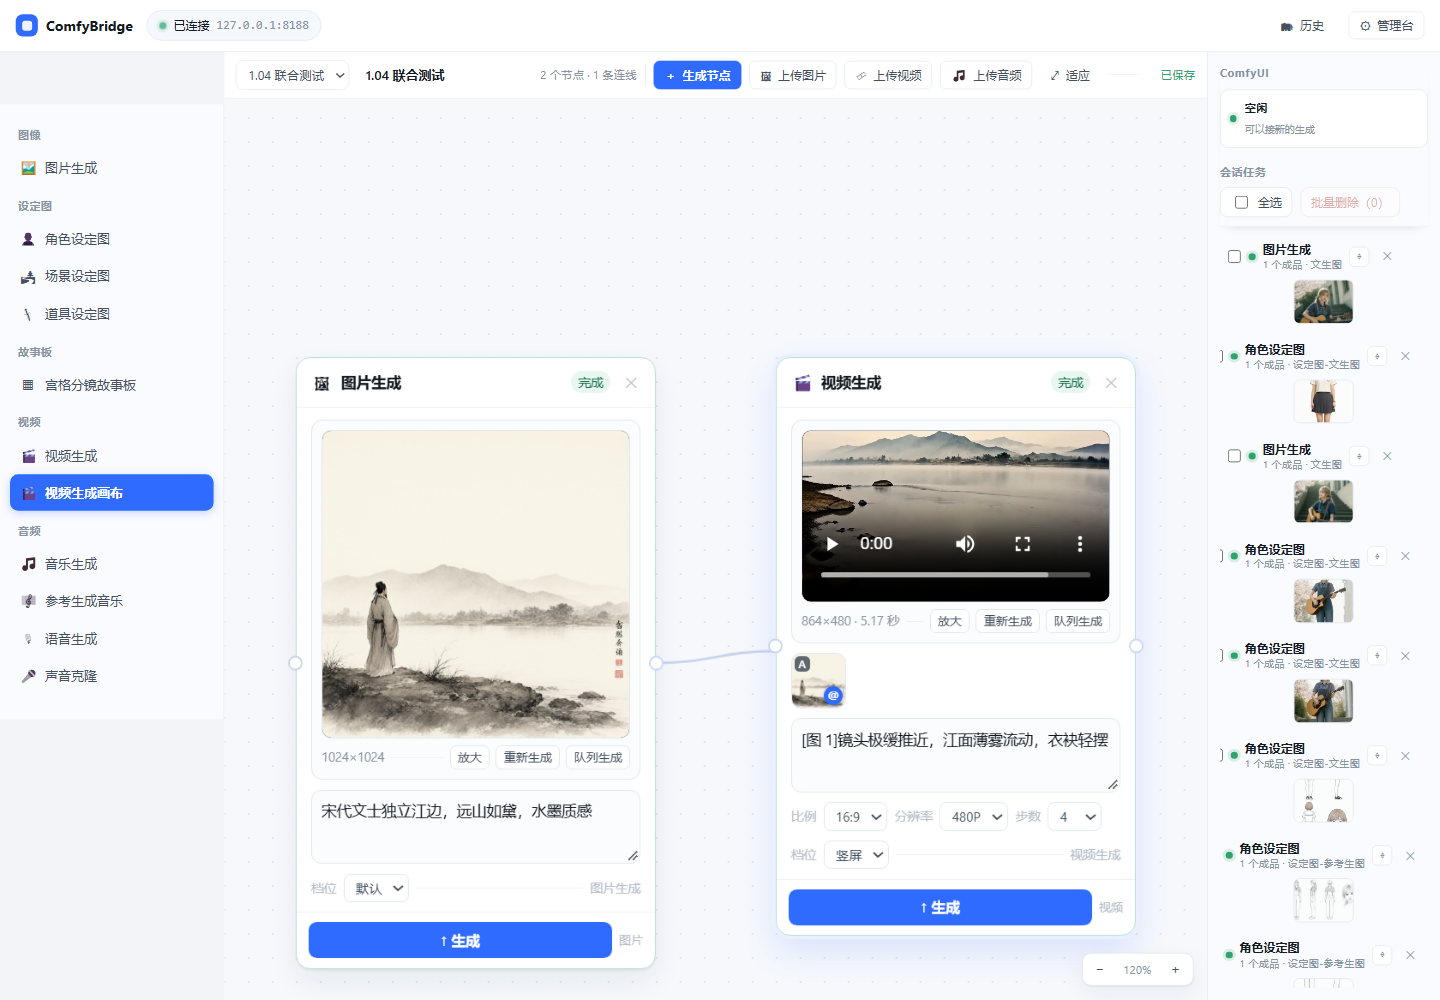 ComfyBridge
已连接 127.0.0.1:8188
历史
管理台
1.04 联合测试
1.04 联合测试
2 个节点 · 1 条连线
+ 生成节点
上传图片
上传视频
上传音频
适应
已保存
图像
图片生成
设定图
角色设定图
场景设定图
道具设定图
故事板
宫格分镜故事板
视频
视频生成
视频生成画布
音频
音乐生成
参考生成音乐
语音生成
声音克隆
图片生成
完成
1024×1024
放大
重新生成
队列生成
宋代文士独立江边，远山如黛，水墨质感
档位
默认
图片生成
↑ 生成
图片
视频生成
完成
0:00
864×480 · 5.17 秒
放大
重新生成
队列生成
A
@
[图 1]镜头极缓推近，江面薄雾流动，衣袂轻摆
比例
16:9
分辨率
480P
步数
4
档位
竖屏
视频生成
↑ 生成
视频
− 120% +
ComfyUI
空闲
可以接新的生成
会话任务
全选
批量删除（0）
图片生成
1 个成品 · 文生图
角色设定图
1 个成品 · 设定图-文生图
图片生成
1 个成品 · 文生图
角色设定图
1 个成品 · 设定图-文生图
角色设定图
1 个成品 · 设定图-文生图
角色设定图
1 个成品 · 设定图-文生图
角色设定图
1 个成品 · 设定图-参考生图
角色设定图
1 个成品 · 设定图-参考生图